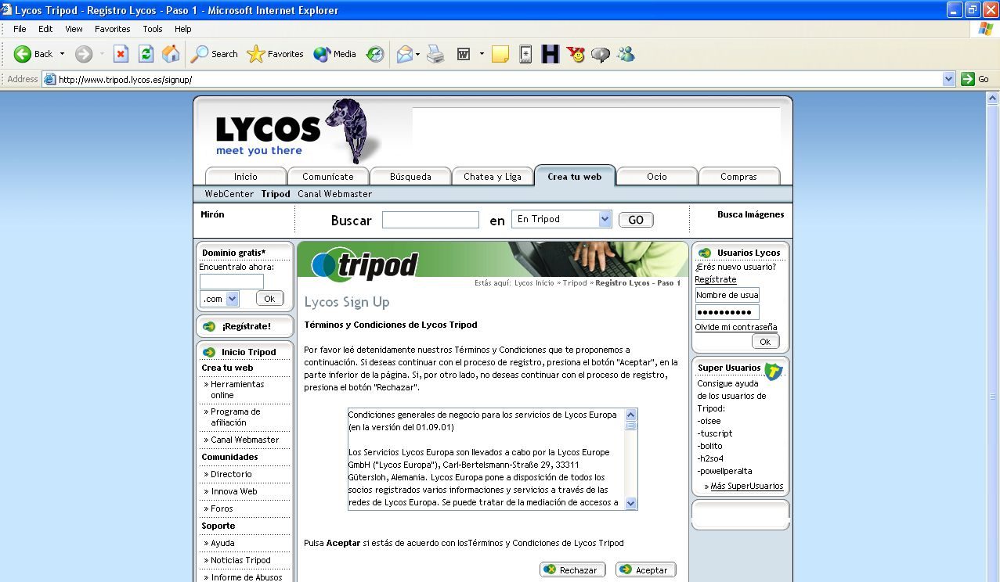 Lycos Tripod - Registro Lycos - Paso 1 - Microsoft Internet Explorer
File Edit View Favorites Tools Help
Back Search Favorites Media
Address http://www.tripod.lycos.es/signup/ Go
LYCOS
meet you there
Inicio Comunícate Búsqueda Chatea y Liga Crea tu web Ocio Compras
WebCenter Tripod Canal Webmaster
Mirón Buscar en En Tripod GO Busca Imágenes
Dominio gratis*
Encuentralo ahora:
.com Ok
¡Regístrate!
Inicio Tripod
Crea tu web
» Herramientas
online
» Programa de
afiliación
» Canal Webmaster
Comunidades
» Directorio
» Innova Web
» Foros
Soporte
» Ayuda
» Noticias Tripod
» Informe de Abusos
tripod
Estás aquí: Lycos Inicio » Tripod » Registro Lycos - Paso 1
Lycos Sign Up
Términos y Condiciones de Lycos Tripod
Por favor leé detenidamente nuestros Términos y Condiciones que te proponemos a
continuación. Si deseas continuar con el proceso de registro, presiona el botón "Aceptar", en la
parte inferior de la página. Si, por otro lado, no deseas continuar con el proceso de registro,
presiona el botón "Rechazar".
Condiciones generales de negocio para los servicios de Lycos Europa
(en la versión del 01.09.01)
Los Servicios Lycos Europa son llevados a cabo por la Lycos Europe
GmbH ("Lycos Europa"), Carl-Bertelsmann-Straße 29, 33311
Gütersloh, Alemania. Lycos Europa pone a disposición de todos los
socios registrados varios informaciones y servicios a través de las
redes de Lycos Europa. Se puede tratar de la mediación de accesos a
Pulsa Aceptar si estás de acuerdo con losTérminos y Condiciones de Lycos Tripod
Rechazar Aceptar
Usuarios Lycos
¿Erés nuevo usuario?
Regístrate
Nombre de usua
●●●●●●●●●●
Olvide mi contraseña
Ok
Super Usuarios
Consigue ayuda
de los usuarios de
Tripod:
-oisee
-tuscript
-bolito
-h2so4
-powellperalta
» Más SuperUsuarios